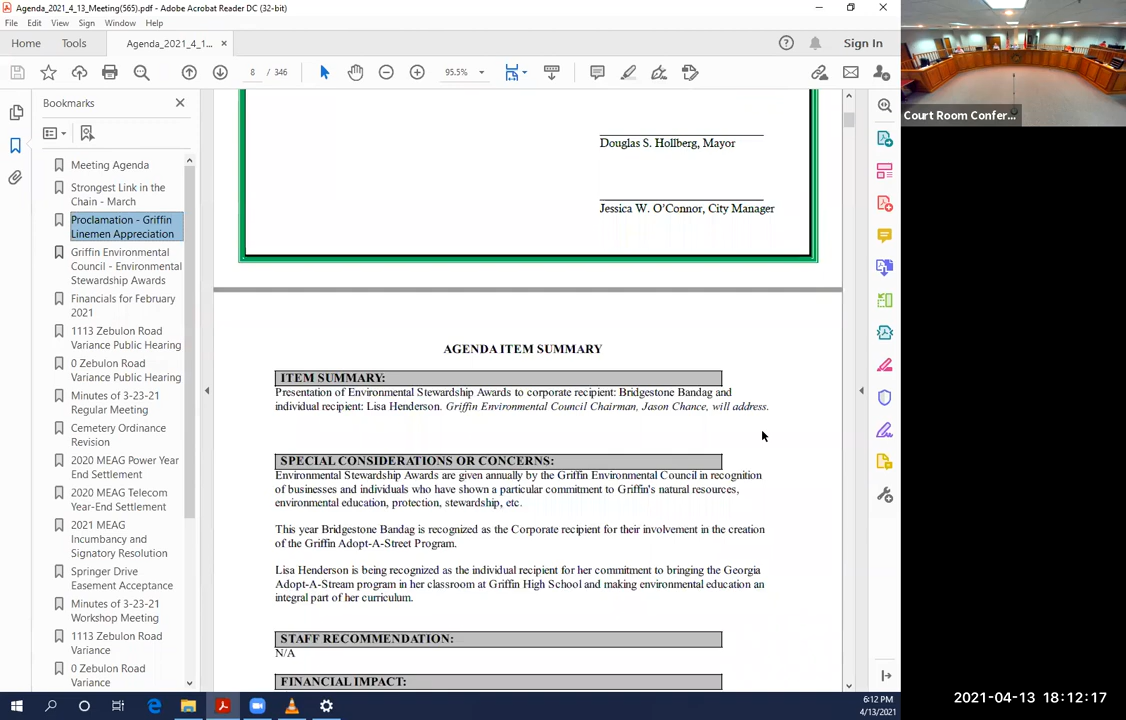 Agenda_2021_4_13_Meeting(565).pdf - Adobe Acrobat Reader DC (32-bit)
File Edit View Sign Window Help
Home Tools Agenda_2021_4_1... × Sign In
8 / 346 95.5%
Bookmarks
Meeting Agenda
Strongest Link in the
Chain - March
Proclamation - Griffin
Linemen Appreciation
Griffin Environmental
Council - Environmental
Stewardship Awards
Financials for February
2021
1113 Zebulon Road
Variance Public Hearing
0 Zebulon Road
Variance Public Hearing
Minutes of 3-23-21
Regular Meeting
Cemetery Ordinance
Revision
2020 MEAG Power Year
End Settlement
2020 MEAG Telecom
Year-End Settlement
2021 MEAG
Incumbancy and
Signatory Resolution
Springer Drive
Easement Acceptance
Minutes of 3-23-21
Workshop Meeting
1113 Zebulon Road
Variance
0 Zebulon Road
Variance
Douglas S. Hollberg, Mayor
Jessica W. O'Connor, City Manager
AGENDA ITEM SUMMARY
ITEM SUMMARY:
Presentation of Environmental Stewardship Awards to corporate recipient: Bridgestone Bandag and
individual recipient: Lisa Henderson. Griffin Environmental Council Chairman, Jason Chance, will address.
SPECIAL CONSIDERATIONS OR CONCERNS:
Environmental Stewardship Awards are given annually by the Griffin Environmental Council in recognition
of businesses and individuals who have shown a particular commitment to Griffin's natural resources,
environmental education, protection, stewardship, etc.
This year Bridgestone Bandag is recognized as the Corporate recipient for their involvement in the creation
of the Griffin Adopt-A-Street Program.
Lisa Henderson is being recognized as the individual recipient for her commitment to bringing the Georgia
Adopt-A-Stream program in her classroom at Griffin High School and making environmental education an
integral part of her curriculum.
STAFF RECOMMENDATION:
N/A
FINANCIAL IMPACT:
Court Room Confer...
6:12 PM
4/13/2021
2021-04-13 18:12:17